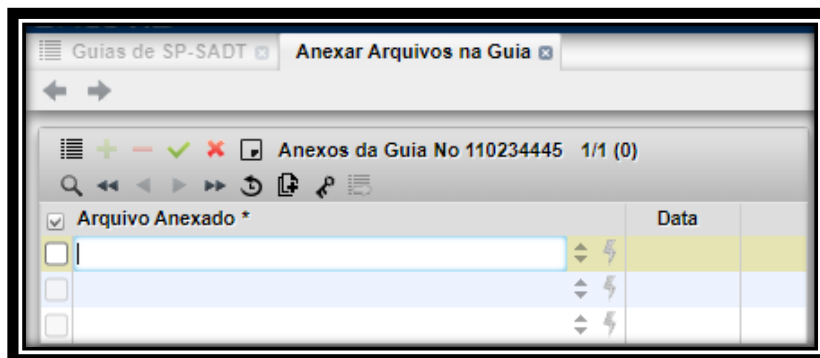 Guias de SP-SADT Anexar Arquivos na Guia
Anexos da Guia No 110234445 1/1 (0)
Arquivo Anexado * Data